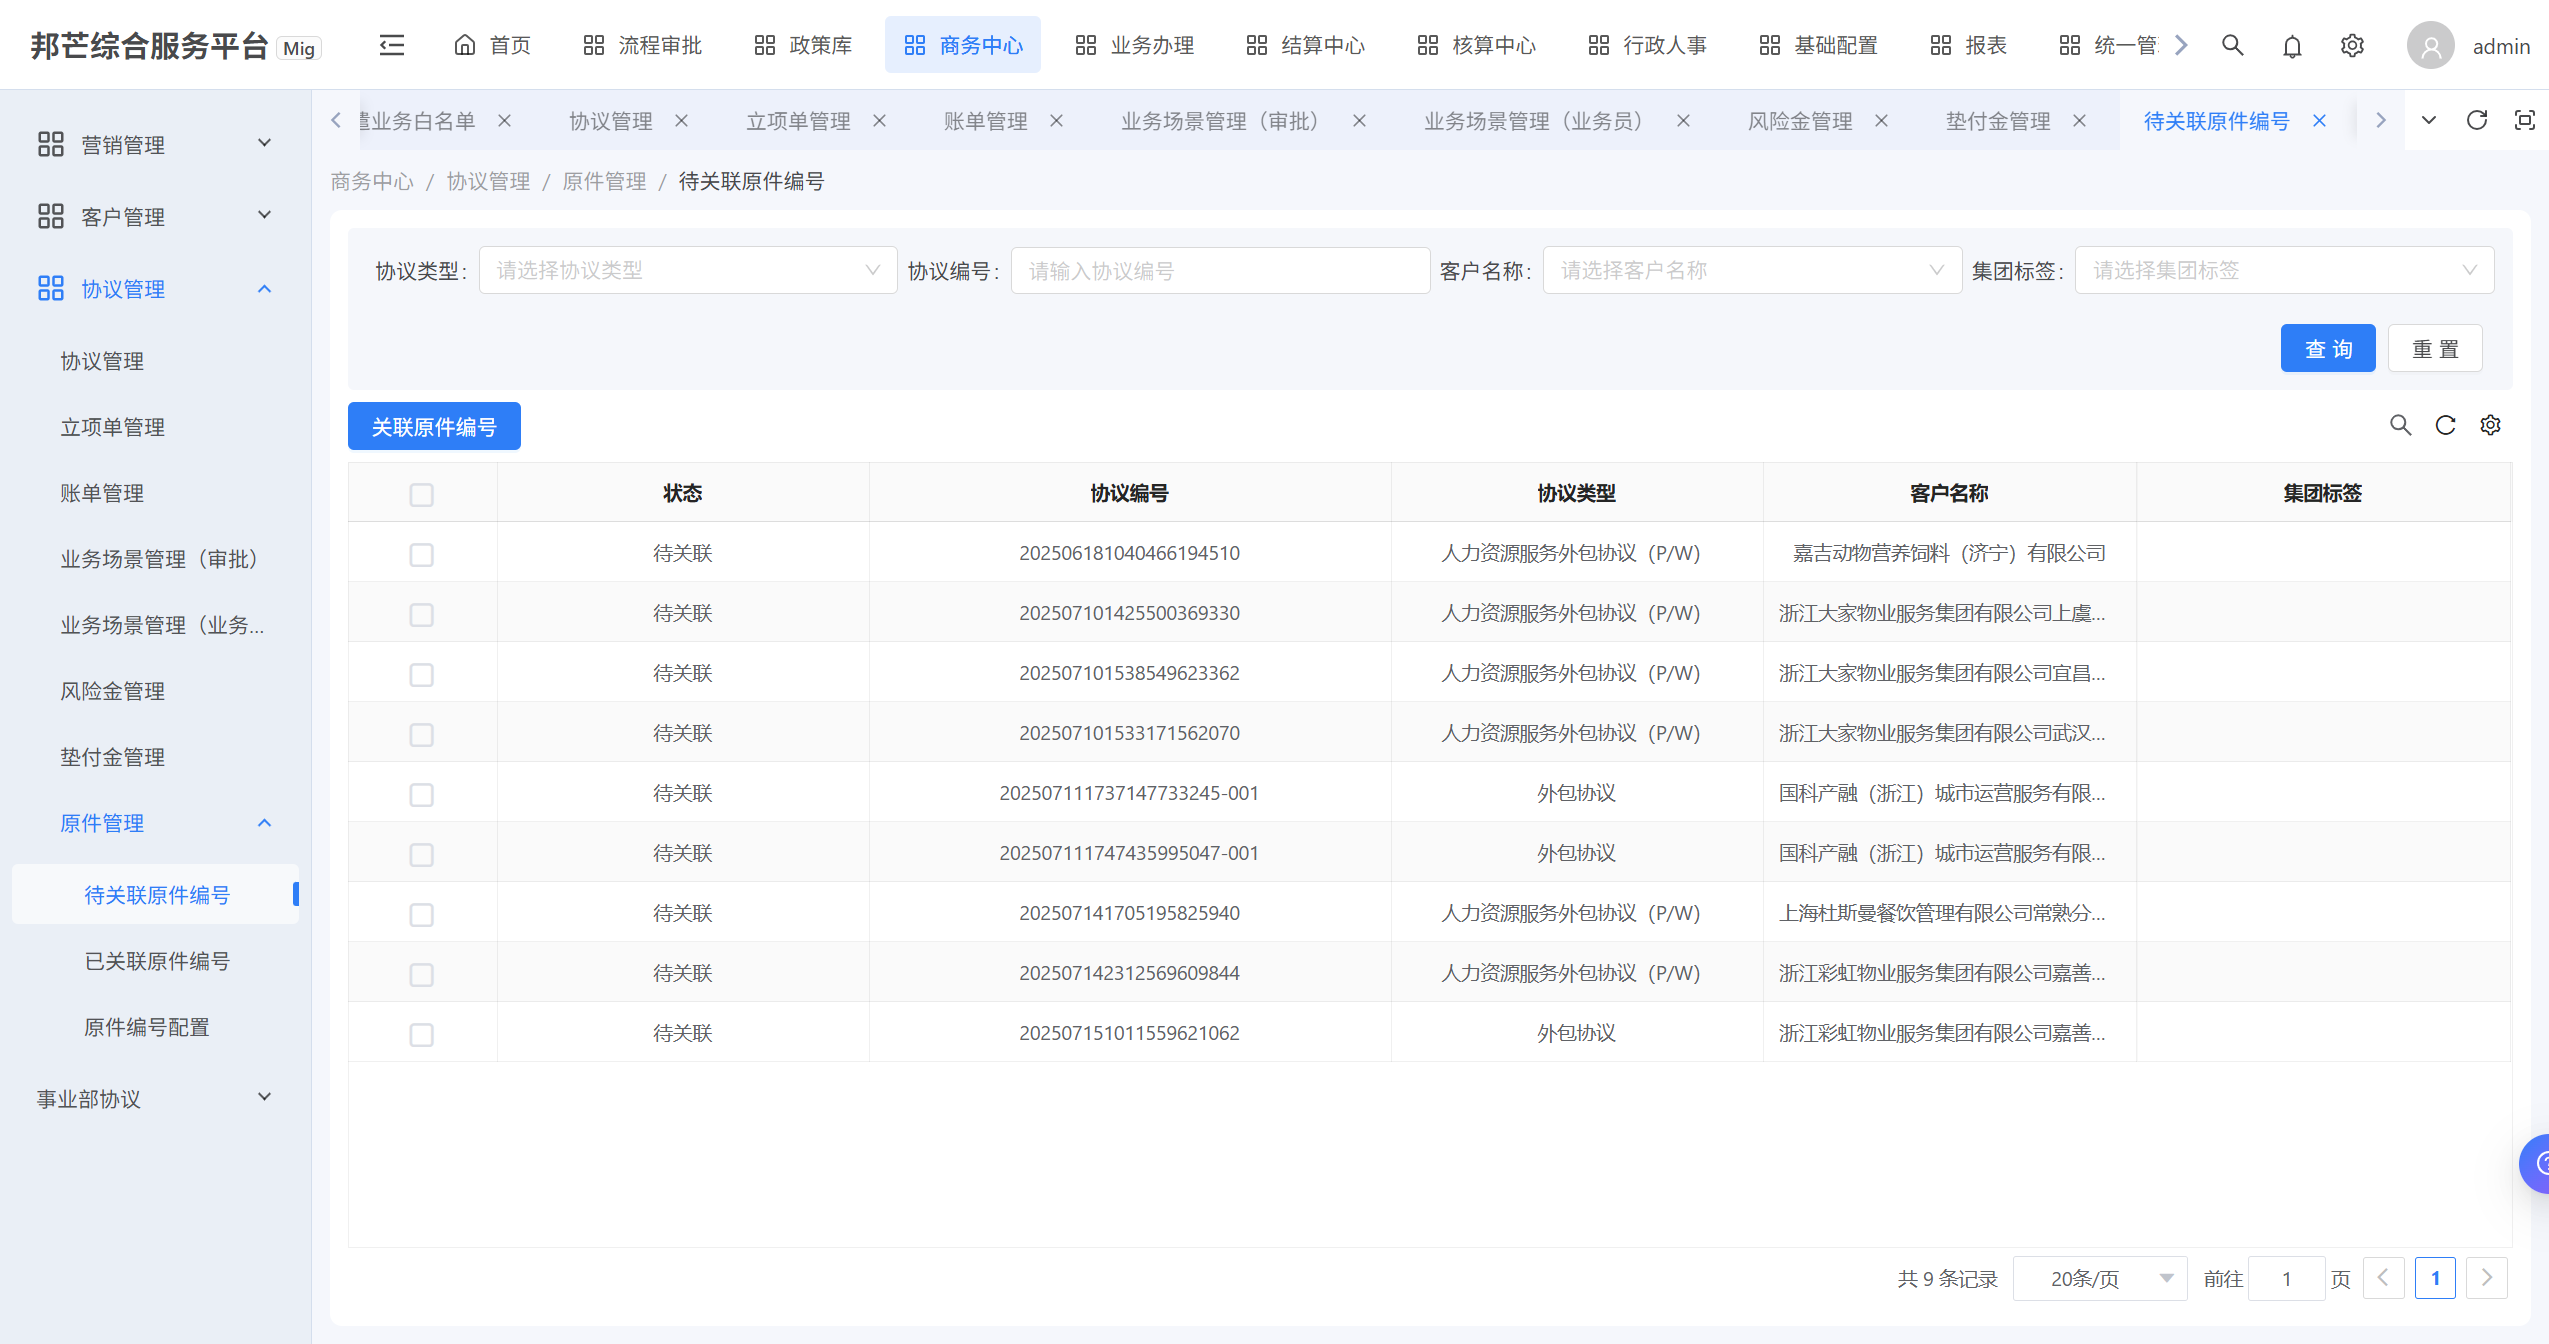 邦芒综合服务平台 Mig 首页 流程审批 政策库 商务中心 业务办理 结算中心 核算中心 行政人事 基础配置 报表 统一管 admin
业务白名单 协议管理 立项单管理 账单管理 业务场景管理（审批） 业务场景管理（业务员） 风险金管理 垫付金管理 待关联原件编号
商务中心 / 协议管理 / 原件管理 / 待关联原件编号
营销管理
客户管理
协议管理
协议管理
立项单管理
账单管理
业务场景管理（审批）
业务场景管理（业务...
风险金管理
垫付金管理
原件管理
待关联原件编号
已关联原件编号
原件编号配置
事业部协议
协议类型: 请选择协议类型 协议编号: 请输入协议编号 客户名称: 请选择客户名称 集团标签: 请选择集团标签
查 询 重 置
关联原件编号
状态 协议编号 协议类型 客户名称 集团标签
待关联 202506181040466194510 人力资源服务外包协议（P/W） 嘉吉动物营养饲料（济宁）有限公司
待关联 202507101425500369330 人力资源服务外包协议（P/W） 浙江大家物业服务集团有限公司上虞...
待关联 202507101538549623362 人力资源服务外包协议（P/W） 浙江大家物业服务集团有限公司宜昌...
待关联 202507101533171562070 人力资源服务外包协议（P/W） 浙江大家物业服务集团有限公司武汉...
待关联 202507111737147733245-001 外包协议 国科产融（浙江）城市运营服务有限...
待关联 202507111747435995047-001 外包协议 国科产融（浙江）城市运营服务有限...
待关联 202507141705195825940 人力资源服务外包协议（P/W） 上海杜斯曼餐饮管理有限公司常熟分...
待关联 202507142312569609844 人力资源服务外包协议（P/W） 浙江彩虹物业服务集团有限公司嘉善...
待关联 202507151011559621062 外包协议 浙江彩虹物业服务集团有限公司嘉善...
共 9 条记录 20条/页 前往 1 页 1